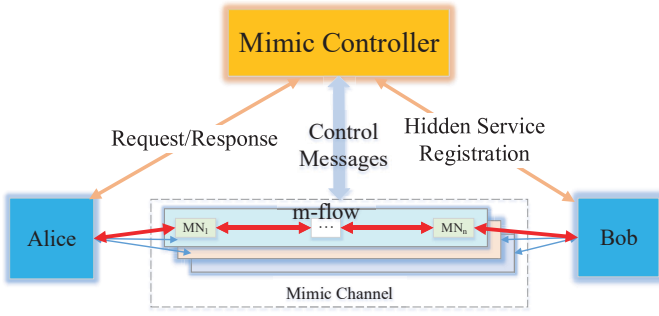 Mimic Controller
Request/Response
Control
Messages
Hidden Service
Registration
m-flow
Alice
MN1
...
MNn
Bob
Mimic Channel